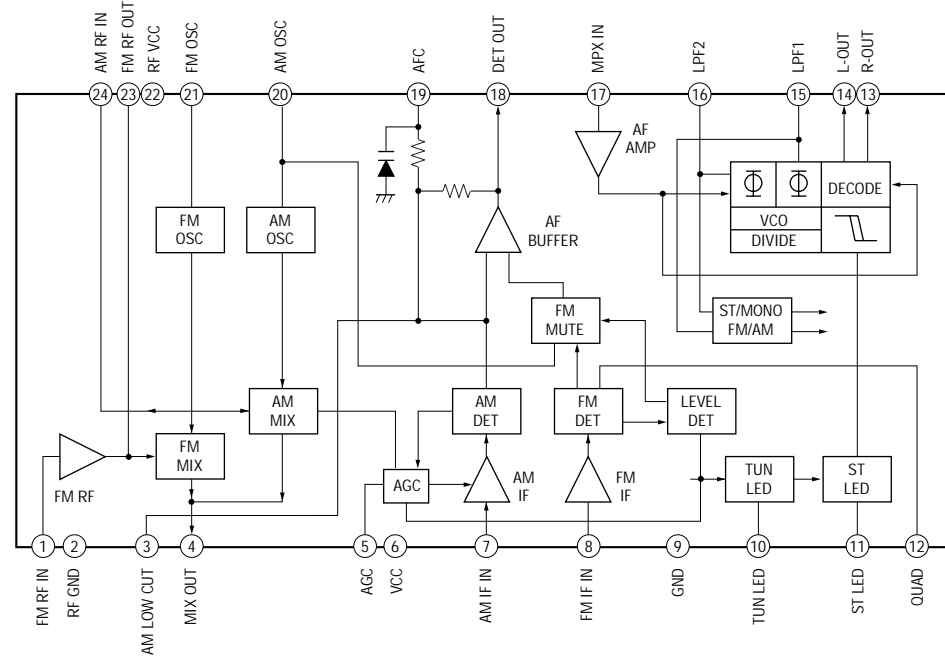 AM RF IN
FM RF OUT
RF VCC
FM OSC
AM OSC
AFC
DET OUT
MPX IN
LPF2
LPF1
L-OUT
R-OUT
24
23
22
21
20
19
18
17
16
15
14
13
AF
AMP
DECODE
VCO
DIVIDE
FM
OSC
AM
OSC
AF
BUFFER
FM
MUTE
ST/MONO
FM/AM
AM
MIX
AM
DET
FM
DET
LEVEL
DET
FM RF
FM
MIX
AGC
AM
IF
FM
IF
TUN
LED
ST
LED
1
2
3
4
5
6
7
8
9
10
11
12
FM RF IN
RF GND
AM LOW CUT
MIX OUT
AGC
VCC
AM IF IN
FM IF IN
GND
TUN LED
ST LED
QUAD